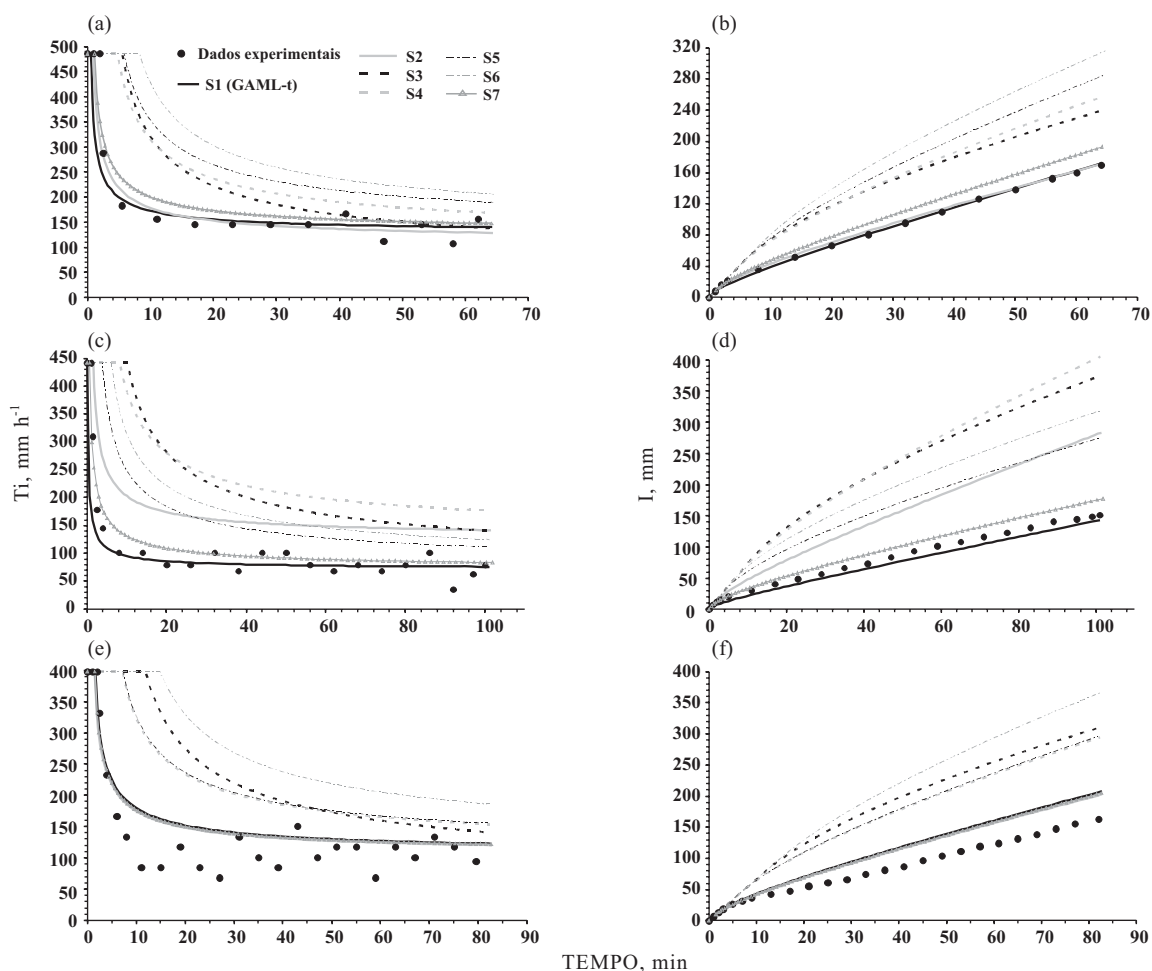 (a)
(b)
Dados experimentais
S1 (GAML-t)
S2
S3
S4
S5
S6
S7
500
450
400
350
300
250
200
150
100
50
0
0 10 20 30 40 50 60 70
320
280
240
200
160
120
80
40
0
0 10 20 30 40 50 60 70
(c)
(d)
Ti, mm h⁻¹
450
400
350
300
250
200
150
100
50
0
0 20 40 60 80 100
I, mm
400
350
300
250
200
150
100
50
0
0 20 40 60 80 100
(e)
(f)
400
350
300
250
200
150
100
50
0
0 10 20 30 40 50 60 70 80 90
400
350
300
250
200
150
100
50
0
0 10 20 30 40 50 60 70 80 90
TEMPO, min